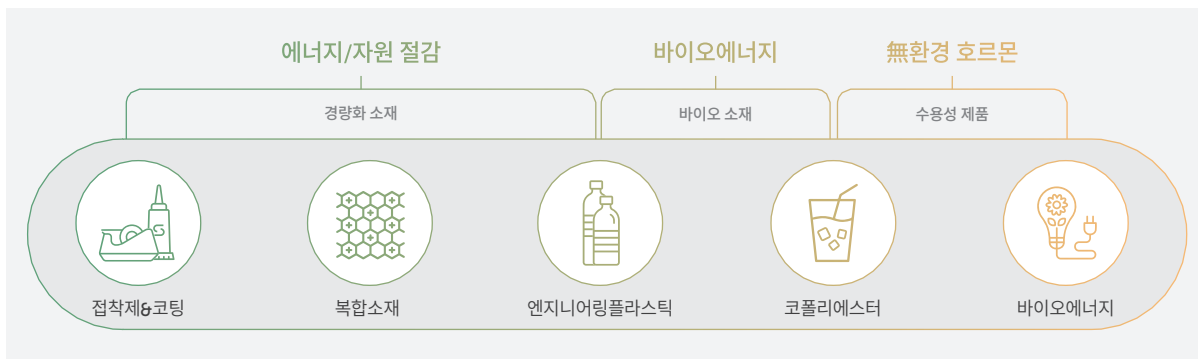 에너지/자원 절감
바이오에너지
無환경 호르몬
경량화 소재
바이오 소재
수용성 제품
접착제&코팅
복합소재
엔지니어링플라스틱
코폴리에스터
바이오에너지